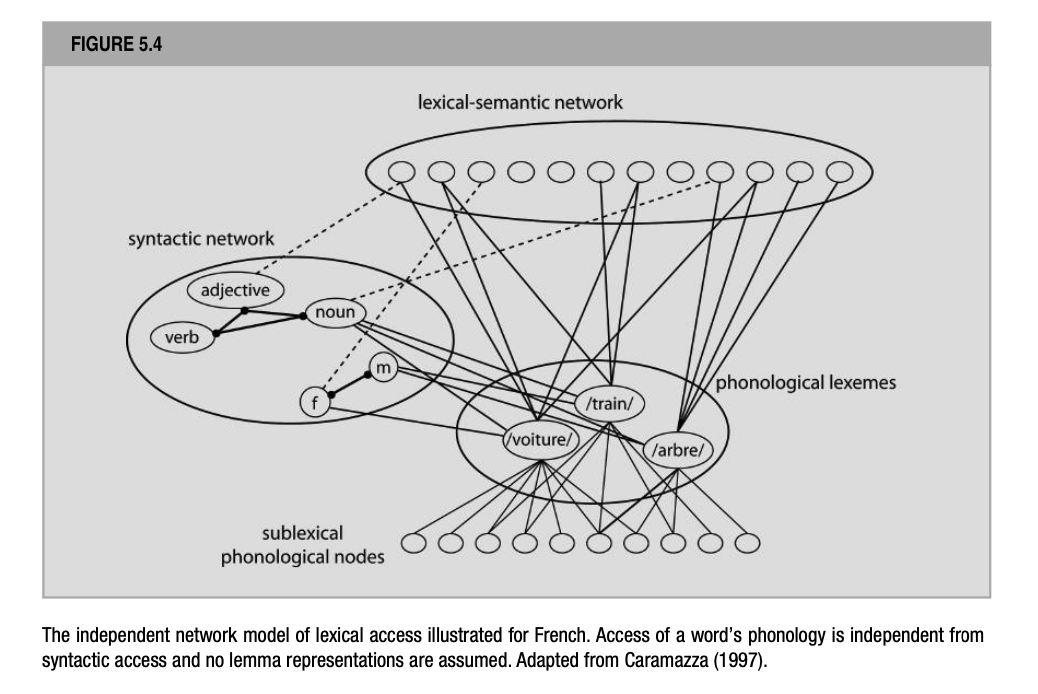 FIGURE 5.4
lexical-semantic network
syntactic network
adjective
noun
verb
m
f
phonological lexemes
/train/
/voiture/
/arbre/
sublexical
phonological nodes
The independent network model of lexical access illustrated for French. Access of a word’s phonology is independent from
syntactic access and no lemma representations are assumed. Adapted from Caramazza (1997).